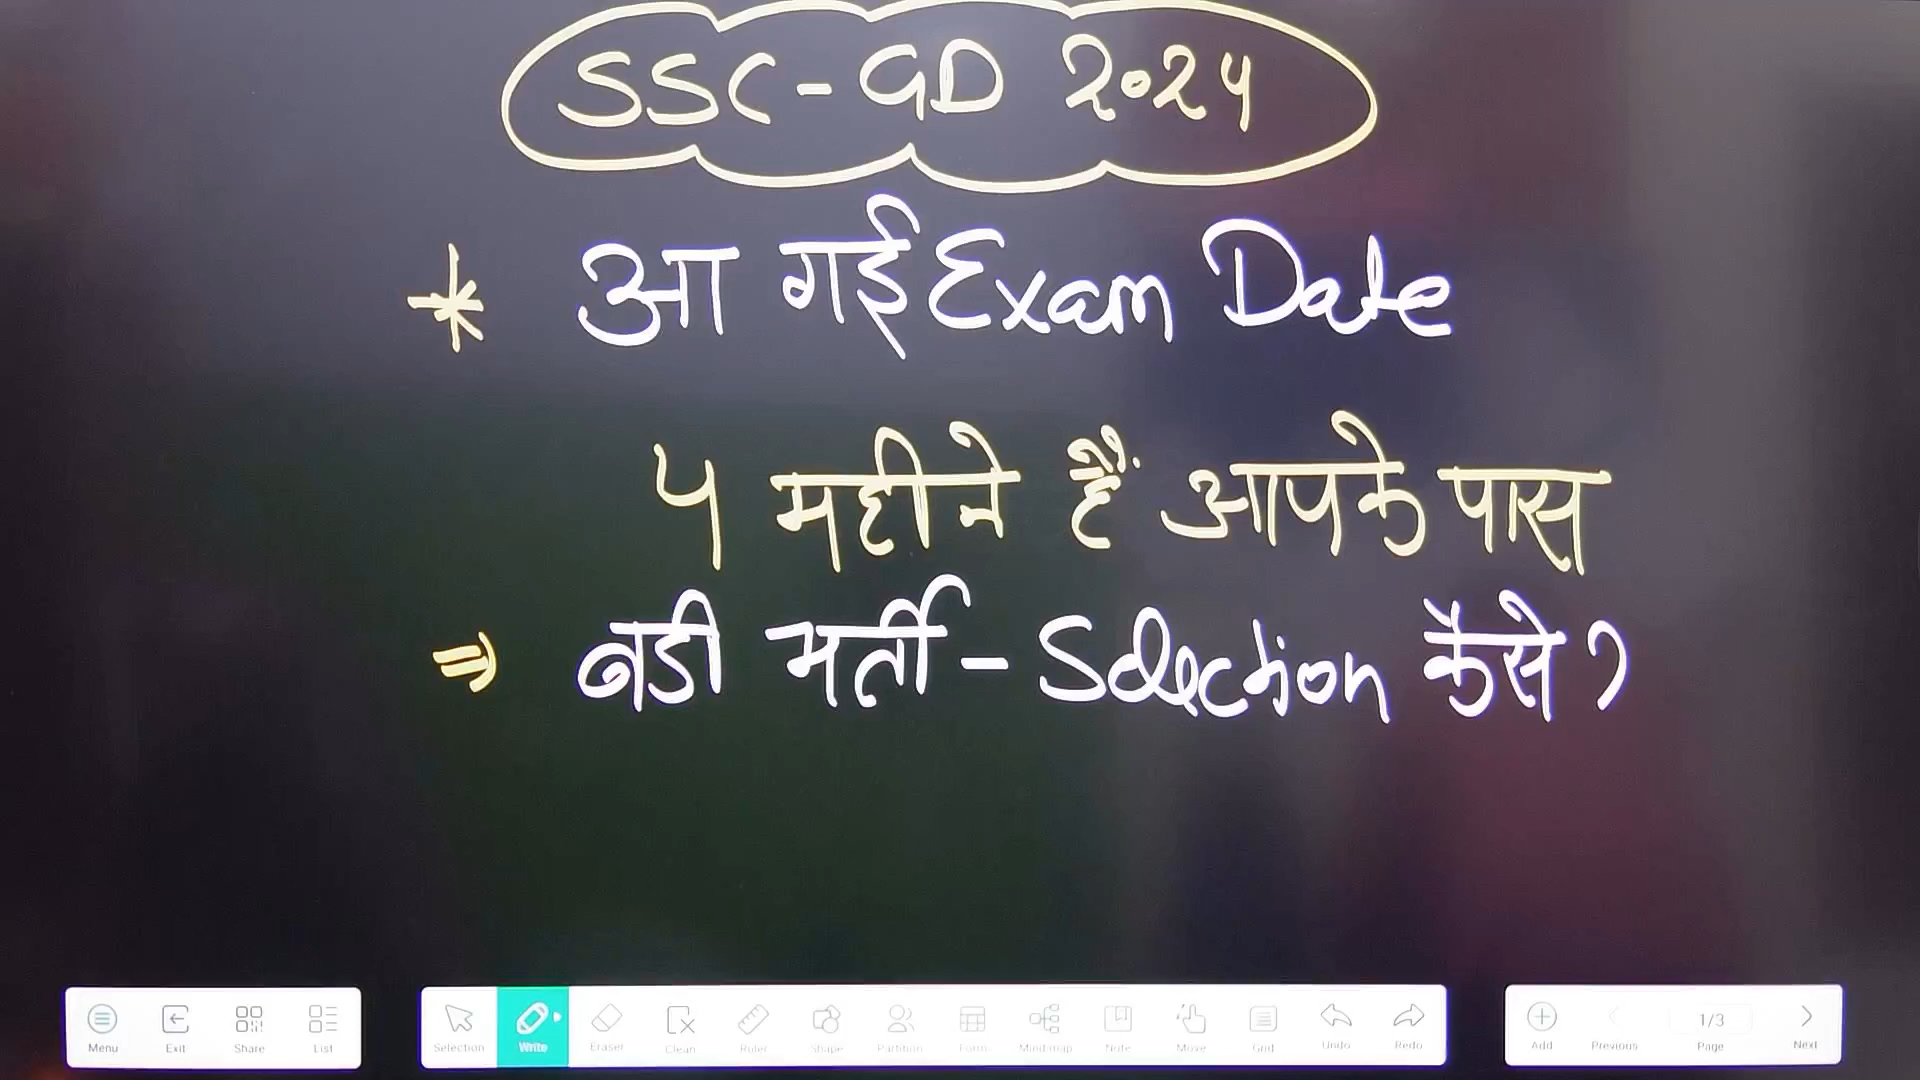 SSC-GD 2024
* आ गई Exam Date
4 महीने हैं आपके पास
⇒ बडी भर्ती - Selection कैसे ?
Menu Exit Share List Selection Write Eraser Clean Ruler Shape Partition Form Mind map Note Move Grid Undo Redo Add Previous 1/3 Page Next